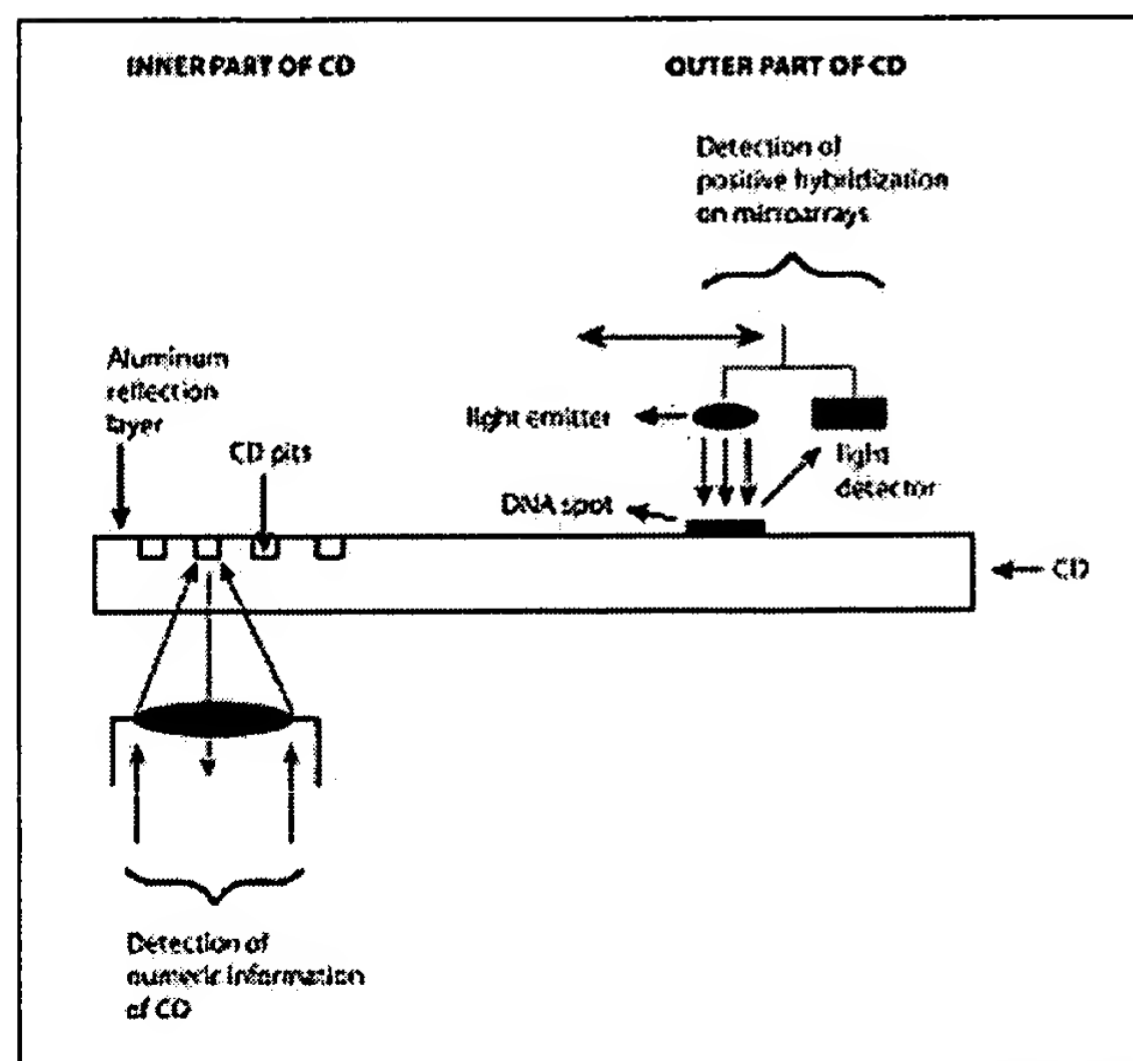 INNER PART OF CD
OUTER PART OF CD
Detection of
positive hybridization
on mirroarrays
Aluminum
reflection
layer
CD pits
light emitter
light
detector
DNA spot
CD
Detection of
numeric information
of CD